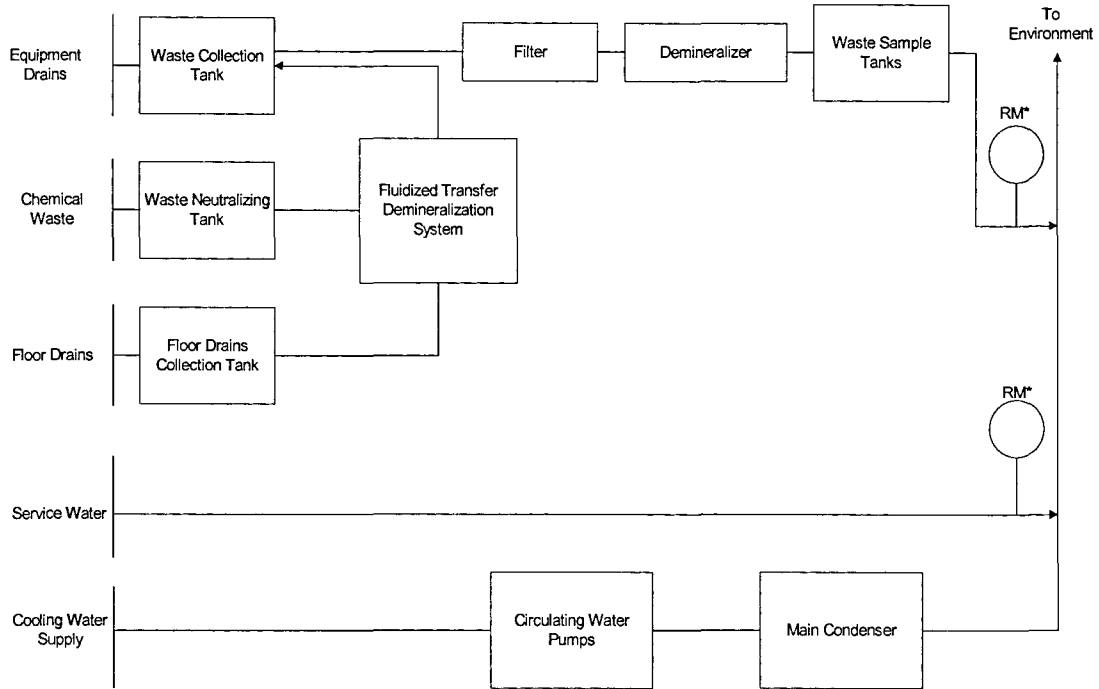 To
Environment
Equipment
Drains
Waste Collection
Tank
Filter
Demineralizer
Waste Sample
Tanks
RM*
Chemical
Waste
Waste Neutralizing
Tank
Fluidized Transfer
Demineralization
System
Floor Drains
Floor Drains
Collection Tank
RM*
Service Water
Cooling Water
Supply
Circulating Water
Pumps
Main Condenser